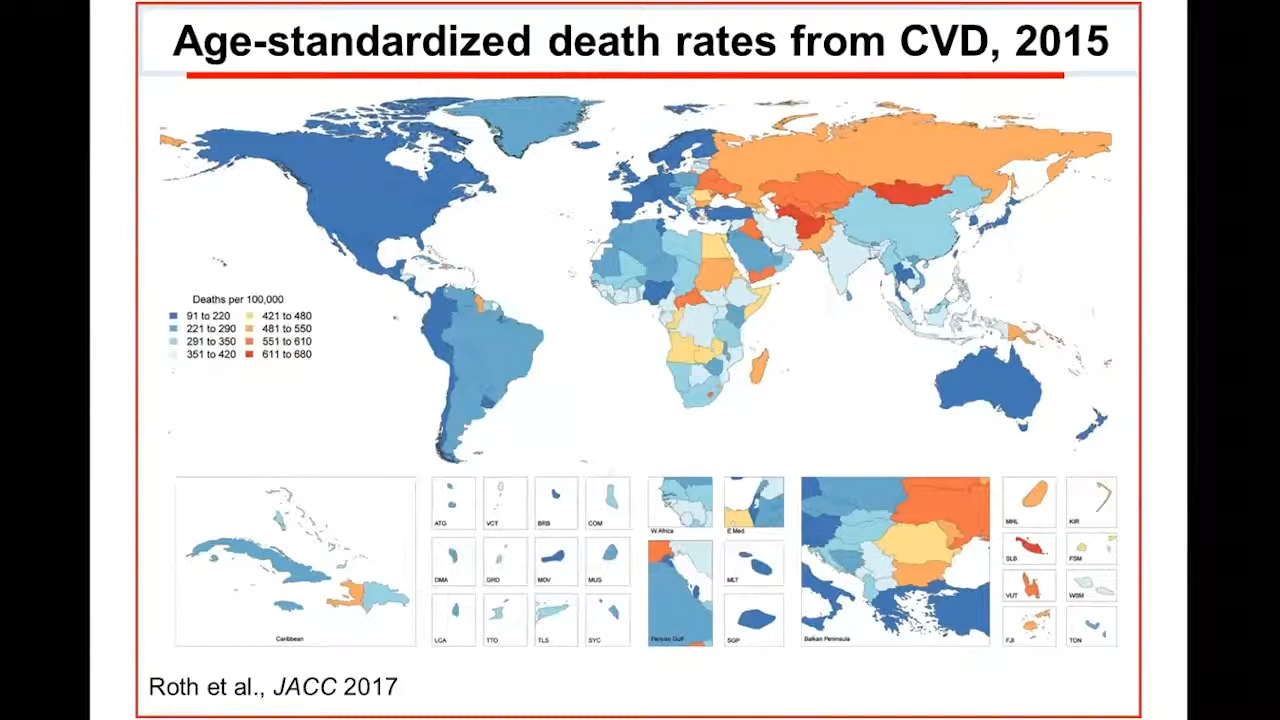 Age-standardized death rates from CVD, 2015
Deaths per 100,000
91 to 220
421 to 480
221 to 290
481 to 550
291 to 350
551 to 610
351 to 420
611 to 680
ATG
VCT
BRB
COM
W Africa
E Med.
MHL
KIR
DMA
GRD
MDV
MUS
MLT
SLB
FSM
LCA
TTO
TLS
SYC
Persian Gulf
SGP
VUT
WSM
Caribbean
Balkan Peninsula
FJI
TON
Roth et al., JACC 2017